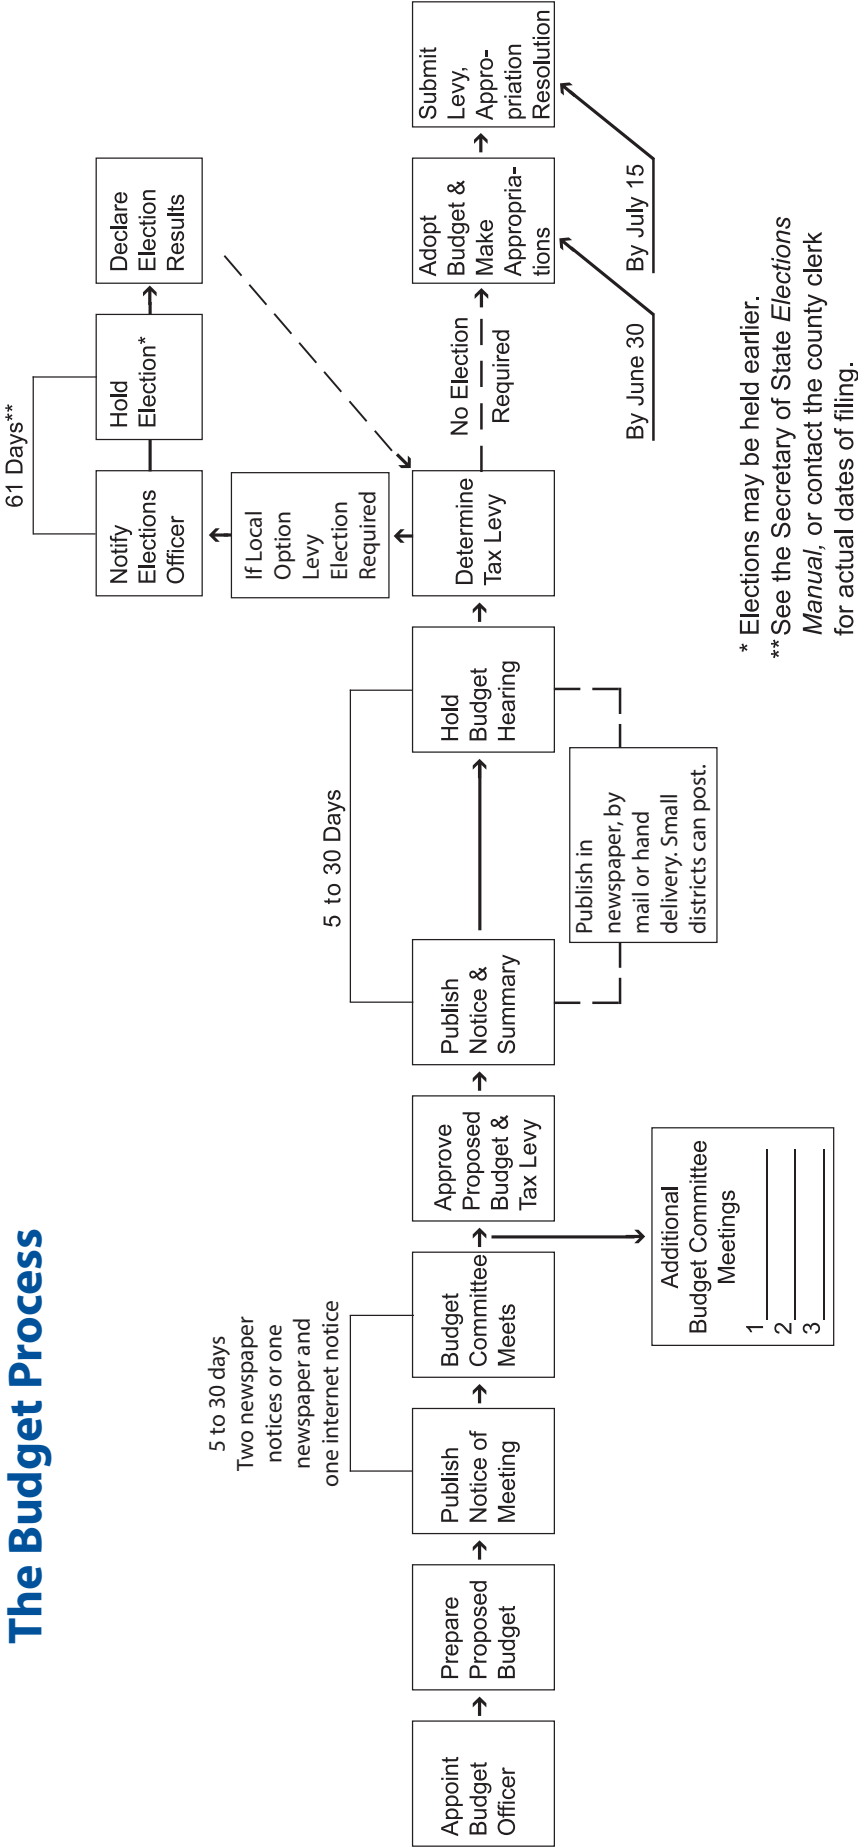 The Budget Process
Appoint
Budget
Officer
Prepare
Proposed
Budget
Publish
Notice of
Meeting
5 to 30 days
Two newspaper
notices or one
newspaper and
one internet notice
Budget
Committee
Meets
Additional
Budget Committee
Meetings
1
2
3
Approve
Proposed
Budget &
Tax Levy
Publish
Notice &
Summary
5 to 30 Days
Publish in
newspaper, by
mail or hand
delivery. Small
districts can post.
Hold
Budget
Hearing
Determine
Tax Levy
If Local
Option
Levy
Election
Required
Notify
Elections
Officer
61 Days**
Hold
Election*
Declare
Election
Results
No Election
Required
Adopt
Budget &
Make
Appropria-
tions
By June 30
Submit
Levy,
Appro-
priation
Resolution
By July 15
* Elections may be held earlier.
** See the Secretary of State Elections
Manual, or contact the county clerk
for actual dates of filing.